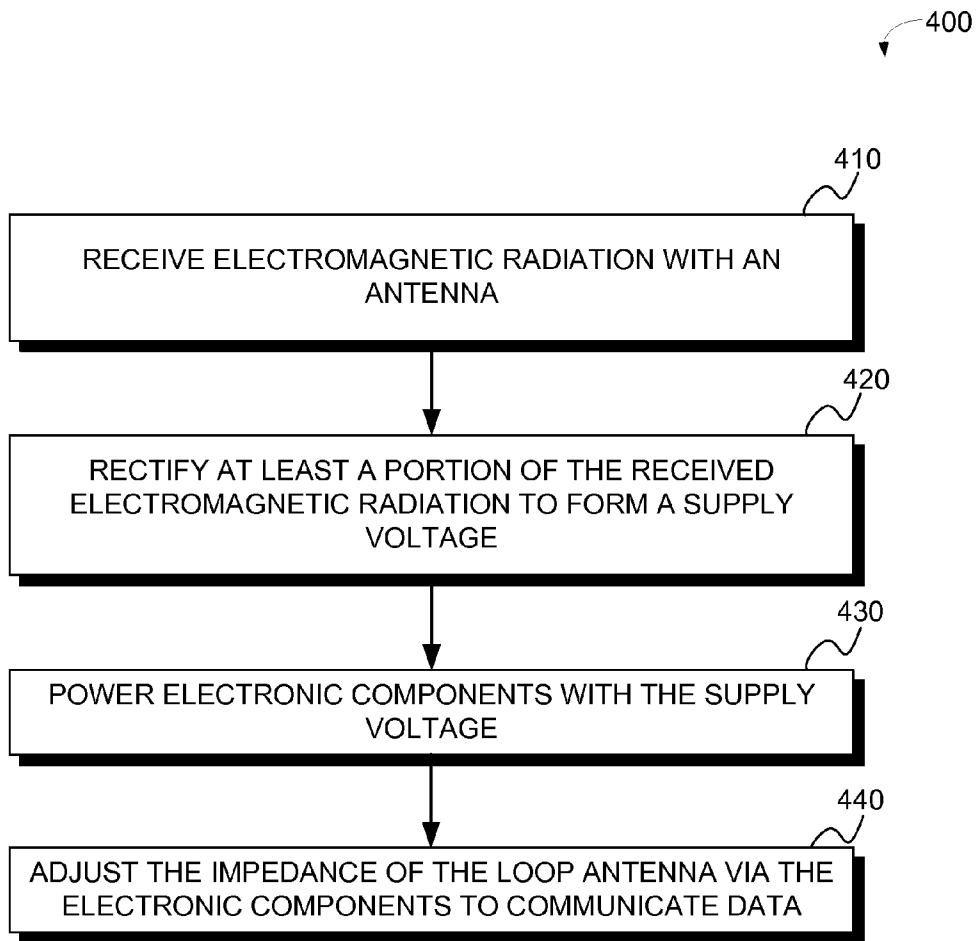 400
410
RECEIVE ELECTROMAGNETIC RADIATION WITH AN
ANTENNA
420
RECTIFY AT LEAST A PORTION OF THE RECEIVED
ELECTROMAGNETIC RADIATION TO FORM A SUPPLY
VOLTAGE
430
POWER ELECTRONIC COMPONENTS WITH THE SUPPLY
VOLTAGE
440
ADJUST THE IMPEDANCE OF THE LOOP ANTENNA VIA THE
ELECTRONIC COMPONENTS TO COMMUNICATE DATA